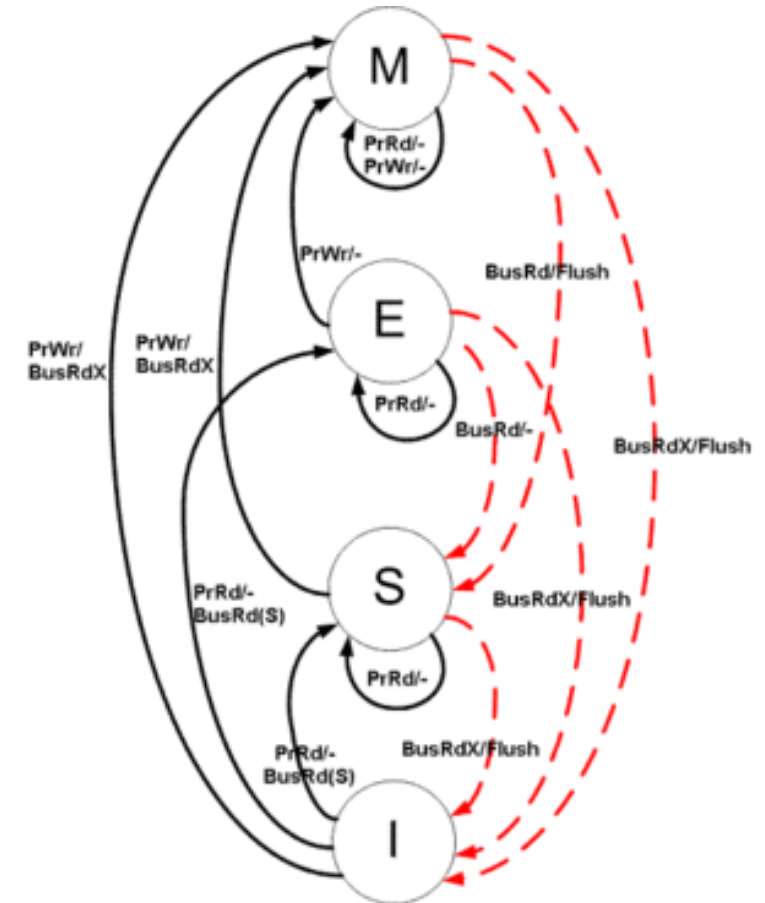 M
PrRd/-
PrWr/-
PrWr/-
BusRd/Flush
E
PrWr/
BusRdX
PrWr/
BusRdX
PrRd/-
BusRd/-
BusRdX/Flush
S
PrRd/-
BusRd(S)
BusRdX/Flush
PrRd/-
PrRd/-
BusRd(S)
BusRdX/Flush
I